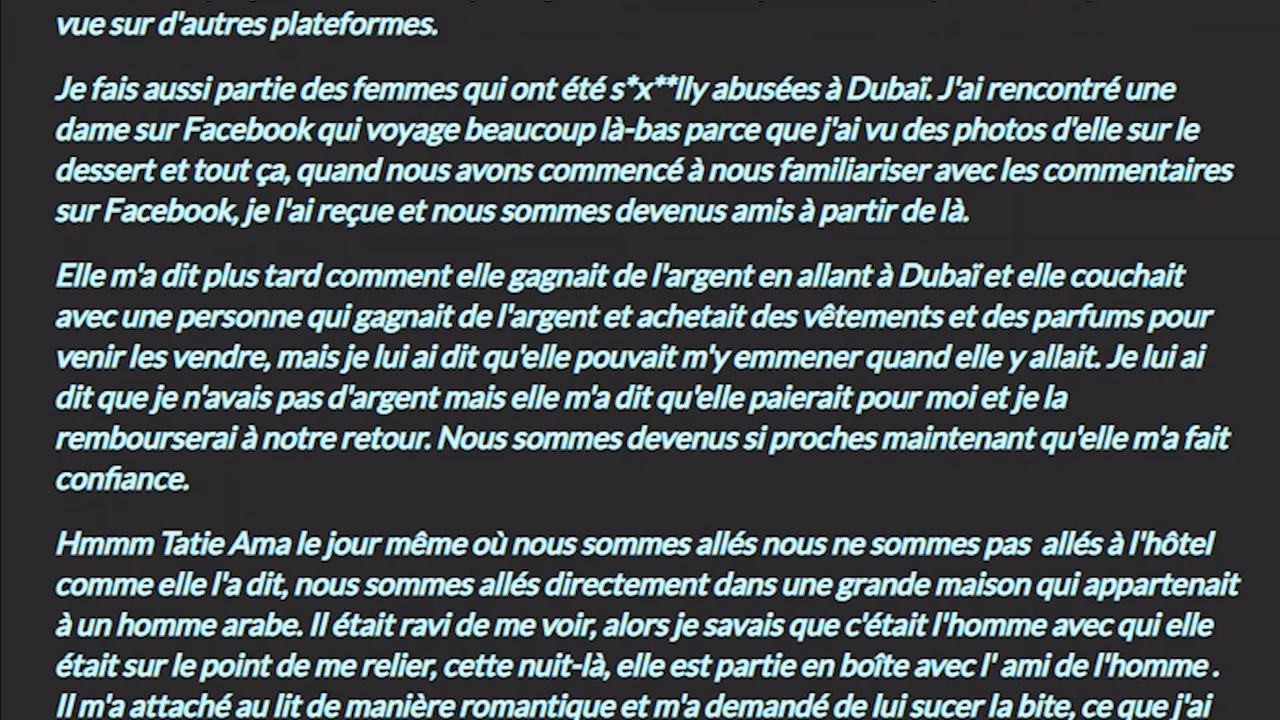 vue sur d'autres plateformes.
Je fais aussi partie des femmes qui ont été s*x**lly abusées à Dubaï. J'ai rencontré une
dame sur Facebook qui voyage beaucoup là-bas parce que j'ai vu des photos d'elle sur le
dessert et tout ça, quand nous avons commencé à nous familiariser avec les commentaires
sur Facebook, je l'ai reçue et nous sommes devenus amis à partir de là.
Elle m'a dit plus tard comment elle gagnait de l'argent en allant à Dubaï et elle couchait
avec une personne qui gagnait de l'argent et achetait des vêtements et des parfums pour
venir les vendre, mais je lui ai dit qu'elle pouvait m'y emmener quand elle y allait. Je lui ai
dit que je n'avais pas d'argent mais elle m'a dit qu'elle paierait pour moi et je la
rembourserai à notre retour. Nous sommes devenus si proches maintenant qu'elle m'a fait
confiance.
Hmmm Tatie Ama le jour même où nous sommes allés nous ne sommes pas allés à l'hôtel
comme elle l'a dit, nous sommes allés directement dans une grande maison qui appartenait
à un homme arabe. Il était ravi de me voir, alors je savais que c'était l'homme avec qui elle
était sur le point de me relier, cette nuit-là, elle est partie en boîte avec l' ami de l'homme .
Il m'a attaché au lit de manière romantique et m'a demandé de lui sucer la bite, ce que j'ai